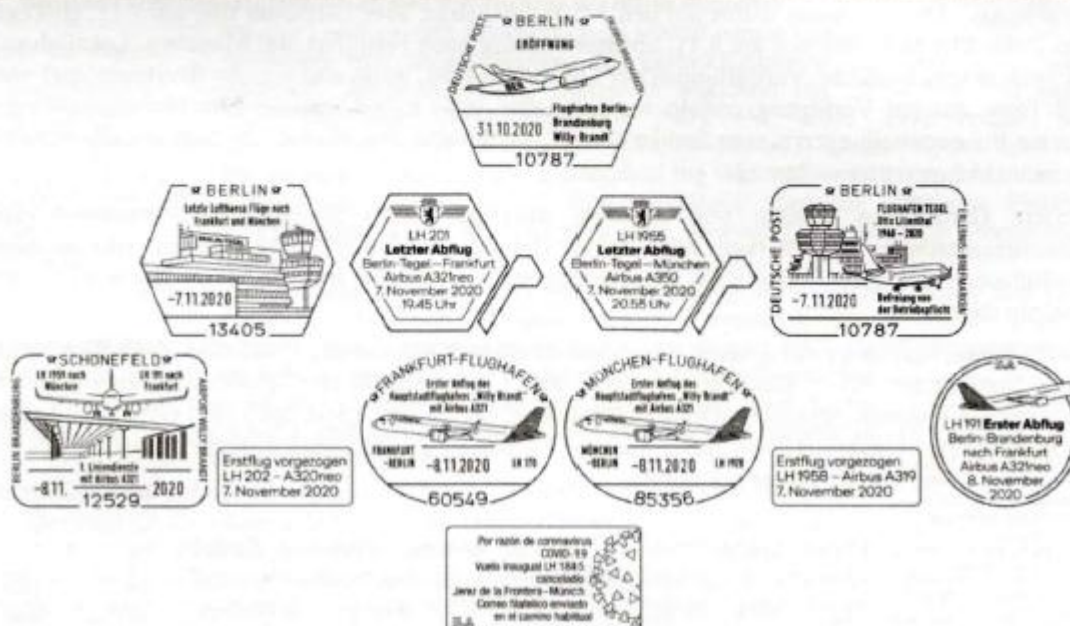 BERLIN
DEUTSCHE POST
ERÖFFNUNG
BER
31.10.2020
Flughafen Berlin-
Brandenburg
Willy Brandt
10787
BERLIN
Letzte Lufthansa Flüge nach
Frankfurt und München
-7.11.2020
13405
LH 201
Letzter Abflug
Berlin-Tegel – Frankfurt
Airbus A321neo
7. November 2020
19.45 Uhr
LH 1955
Letzter Abflug
Berlin-Tegel – München
Airbus A350
7. November 2020
20:58 Uhr
BERLIN
DEUTSCHE POST
FLUGHAFEN TEGEL
Otto Lilienthal
1948 – 2020
-7.11.2020
Befreiung von
der Betriebspflicht
10787
SCHÖNEFELD
BERLIN BRANDENBURG
AIRPORT WILLY BRANDT
LH 1959 nach
München
LH 191 nach
Frankfurt
1. Liniendienste
mit Airbus A321
-8.11. 2020
12529
Erstflug vorgezogen
LH 202 – A320neo
7. November 2020
FRANKFURT-FLUGHAFEN
Erster Anflug des
Hauptstadtflughafens „Willy Brandt“
mit Airbus A321
FRANKFURT
-BERLIN
-8.11.2020
LH 170
60549
MÜNCHEN-FLUGHAFEN
Erster Anflug des
Hauptstadtflughafens „Willy Brandt“
mit Airbus A321
MÜNCHEN
-BERLIN
-8.11.2020
LH 1928
85356
Erstflug vorgezogen
LH 1958 – Airbus A319
7. November 2020
LH 191 Erster Abflug
Berlin-Brandenburg
nach Frankfurt
Airbus A321neo
8. November
2020
Por razón de coronavirus
COVID-19
Vuelo inaugural LH 1845
cancelado
Jerez de la Frontera – Múnich
Correo filatélico enviado
en el camino habitual